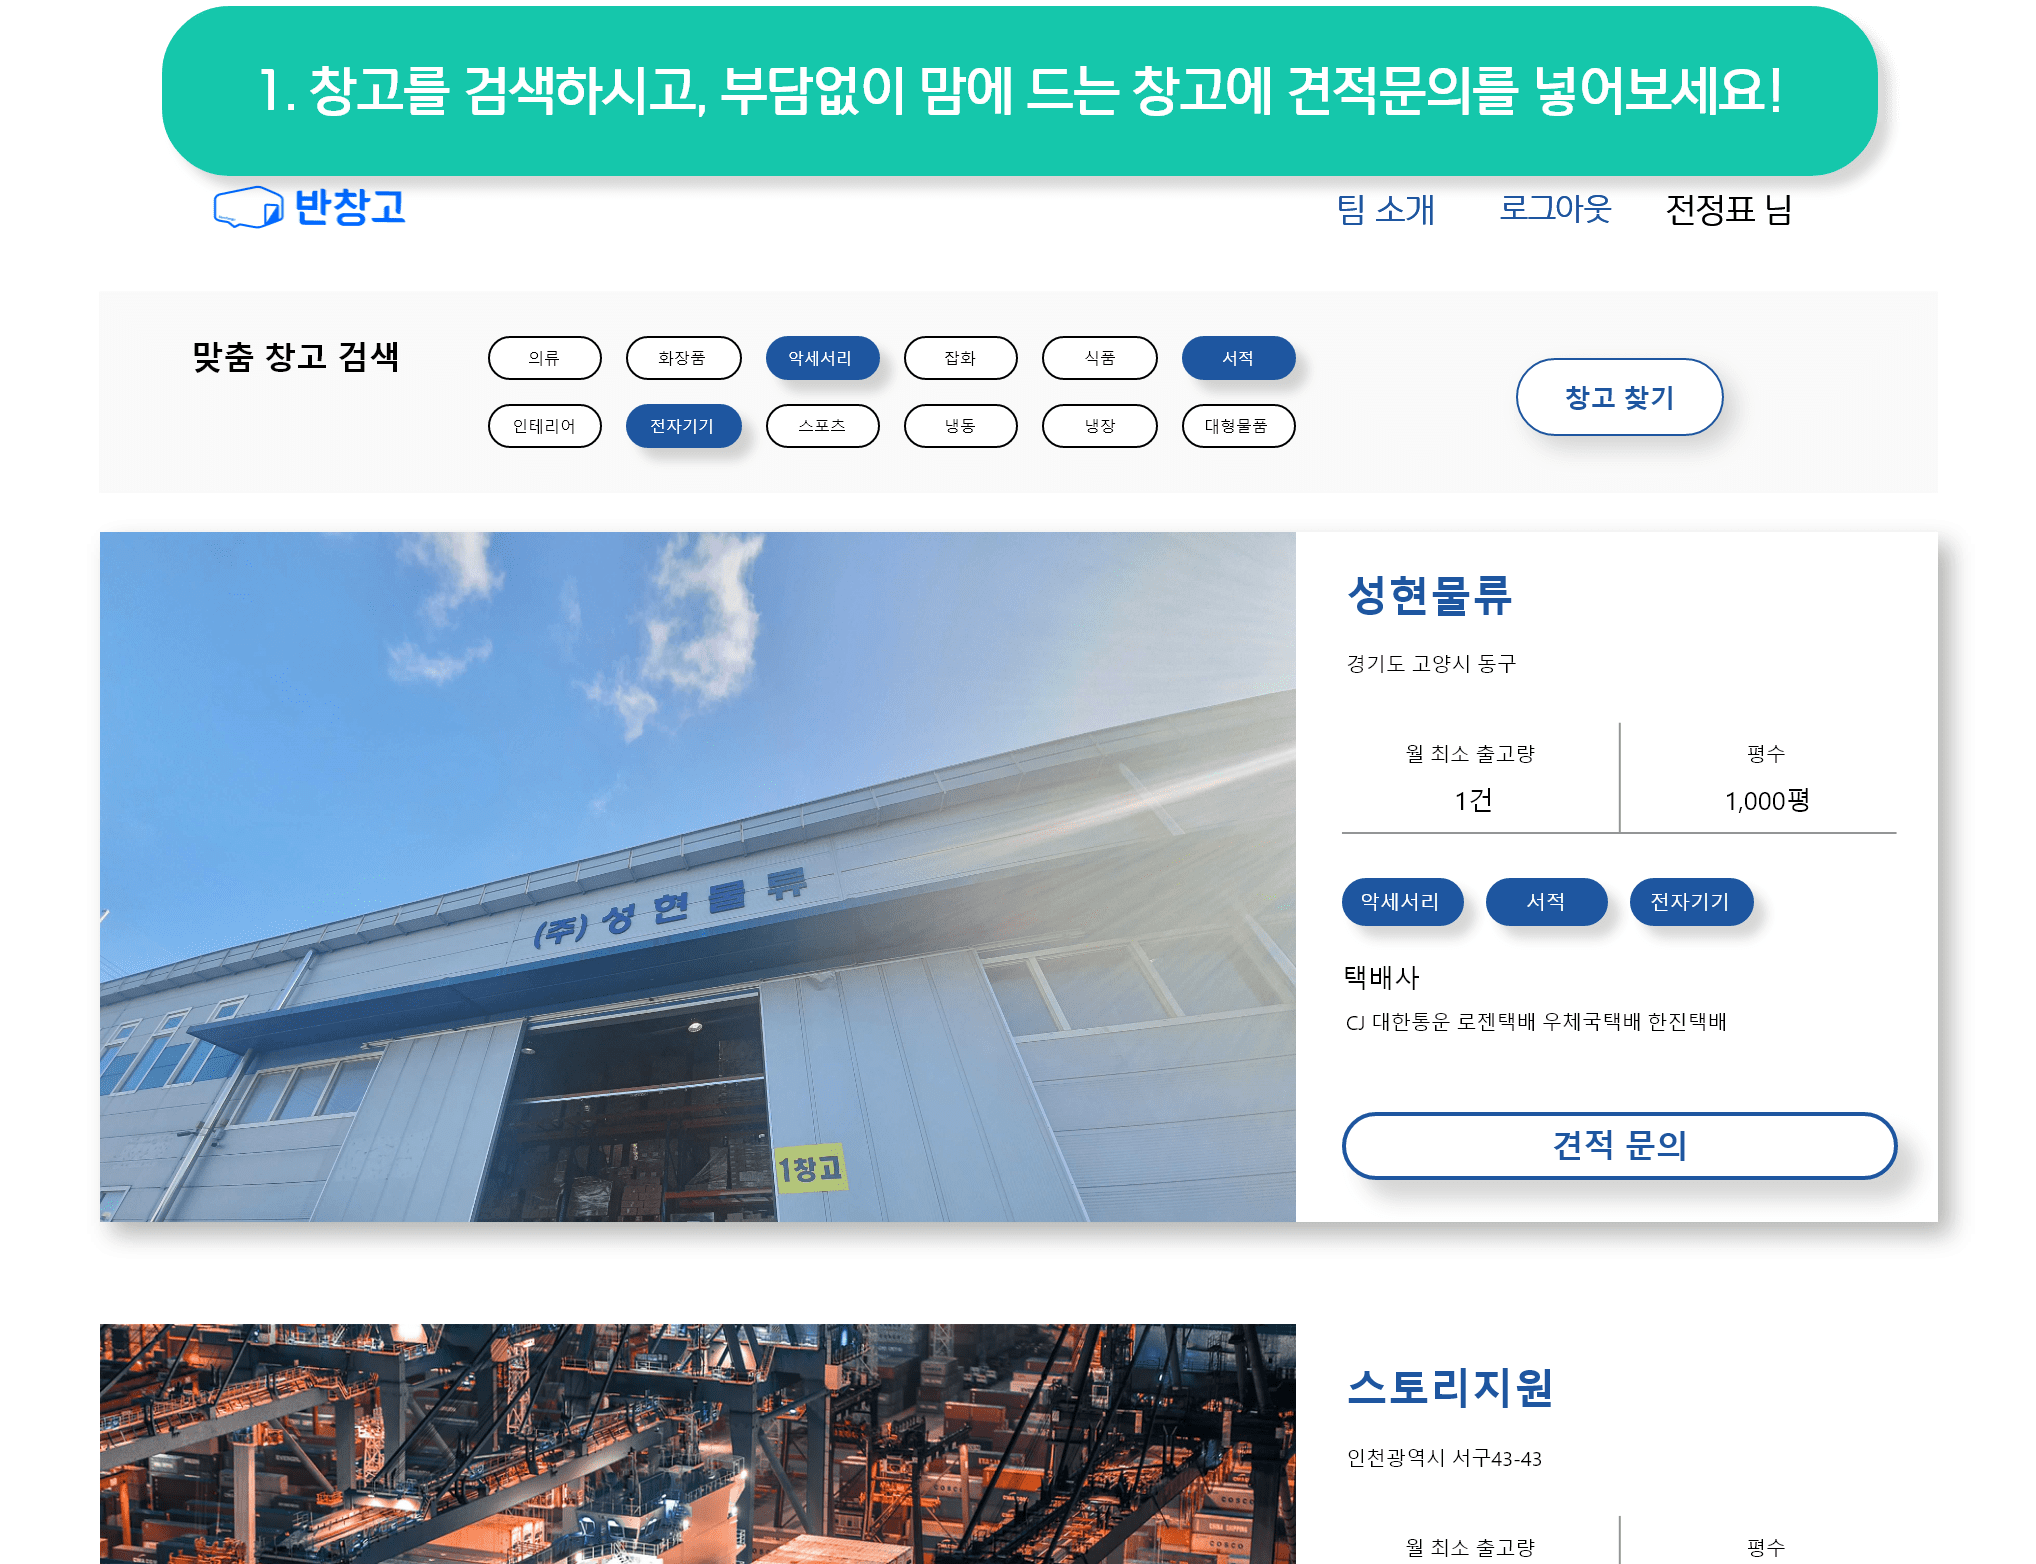 1. 창고를 검색하시고, 부담없이 맘에 드는 창고에 견적문의를 넣어보세요!
반창고
팀 소개 로그아웃 전정표 님
맞춤 창고 검색
의류 화장품 악세서리 잡화 식품 서적
인테리어 전자기기 스포츠 냉동 냉장 대형물품
창고 찾기
(주) 성현물류
1창고
성현물류
경기도 고양시 동구
월 최소 출고량 평수
1건 1,000평
악세서리 서적 전자기기
택배사
CJ 대한통운 로젠택배 우체국택배 한진택배
견적 문의
스토리지원
인천광역시 서구43-43
COSCO
COSCO
CHINA SHIPPING
COSCO
월 최소 출고량 평수